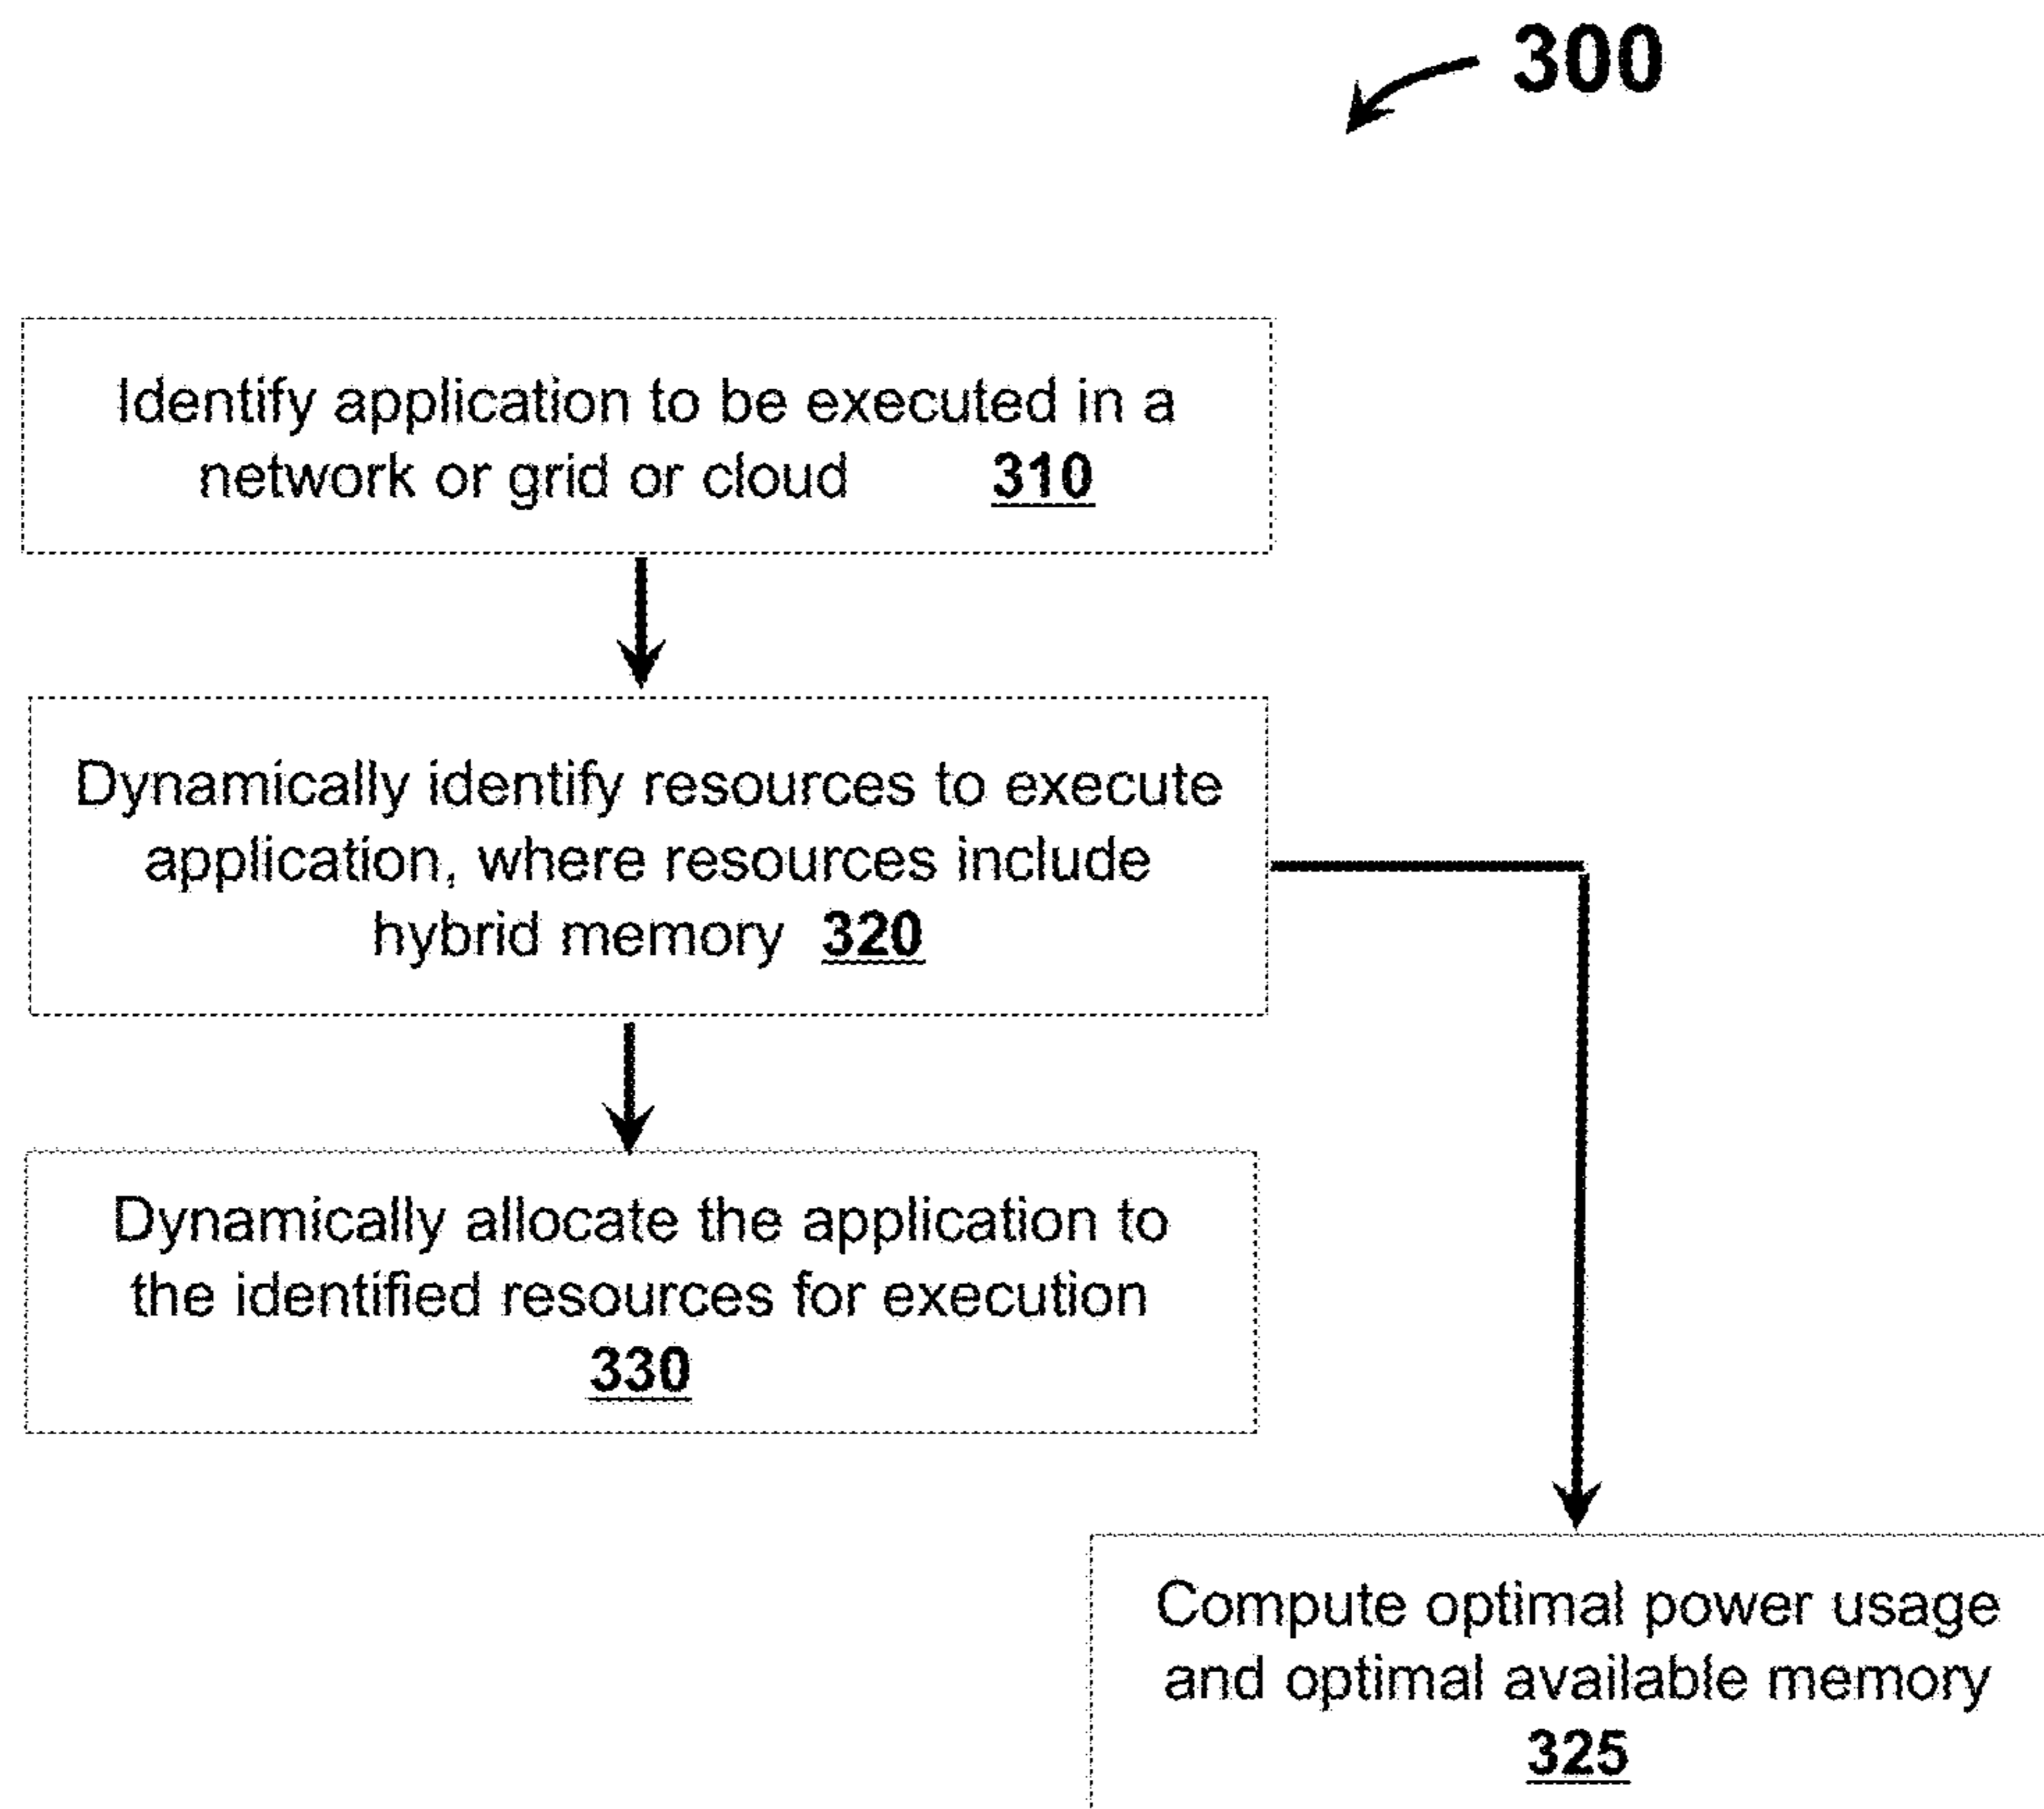 300
Identify application to be executed in a
network or grid or cloud 310
Dynamically identify resources to execute
application, where resources include
hybrid memory 320
Dynamically allocate the application to
the identified resources for execution
330
Compute optimal power usage
and optimal available memory
325